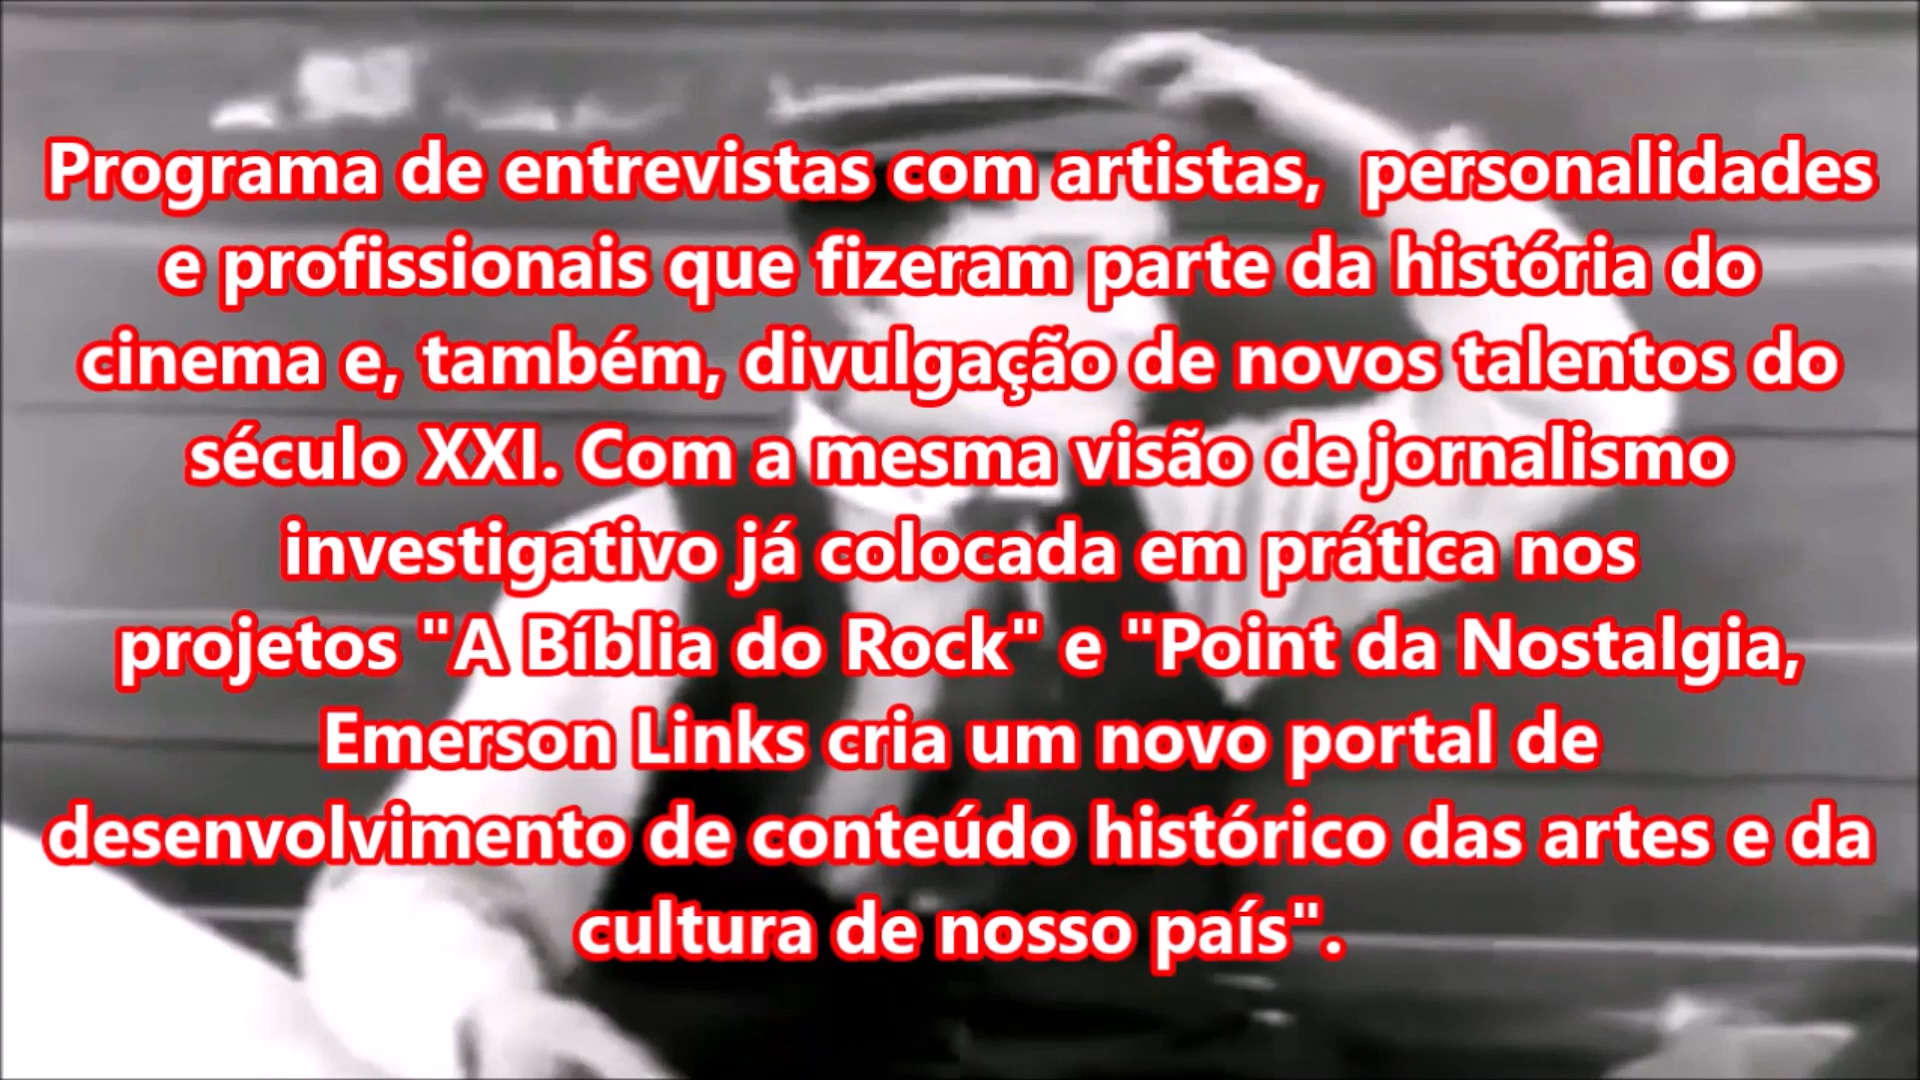 Programa de entrevistas com artistas,  personalidades
e profissionais que fizeram parte da história do
cinema e, também, divulgação de novos talentos do
século XXI. Com a mesma visão de jornalismo
investigativo já colocada em prática nos
projetos "A Bíblia do Rock" e "Point da Nostalgia,
Emerson Links cria um novo portal de
desenvolvimento de conteúdo histórico das artes e da
cultura de nosso país".